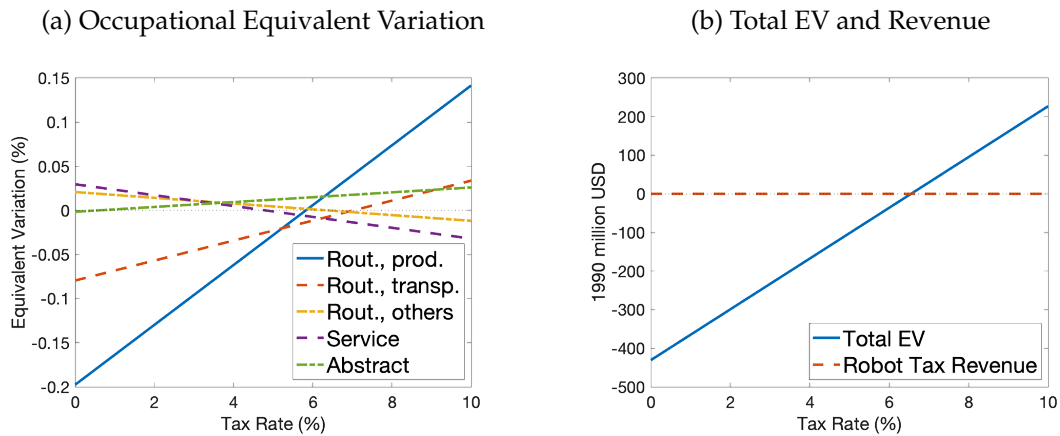 (a) Occupational Equivalent Variation
0.15
0.1
0.05
0
-0.05
-0.1
-0.15
-0.2
Equivalent Variation (%)
0 2 4 6 8 10
Tax Rate (%)
Rout., prod.
Rout., transp.
Rout., others
Service
Abstract
(b) Total EV and Revenue
300
200
100
0
-100
-200
-300
-400
-500
1990 million USD
0 2 4 6 8 10
Tax Rate (%)
Total EV
Robot Tax Revenue